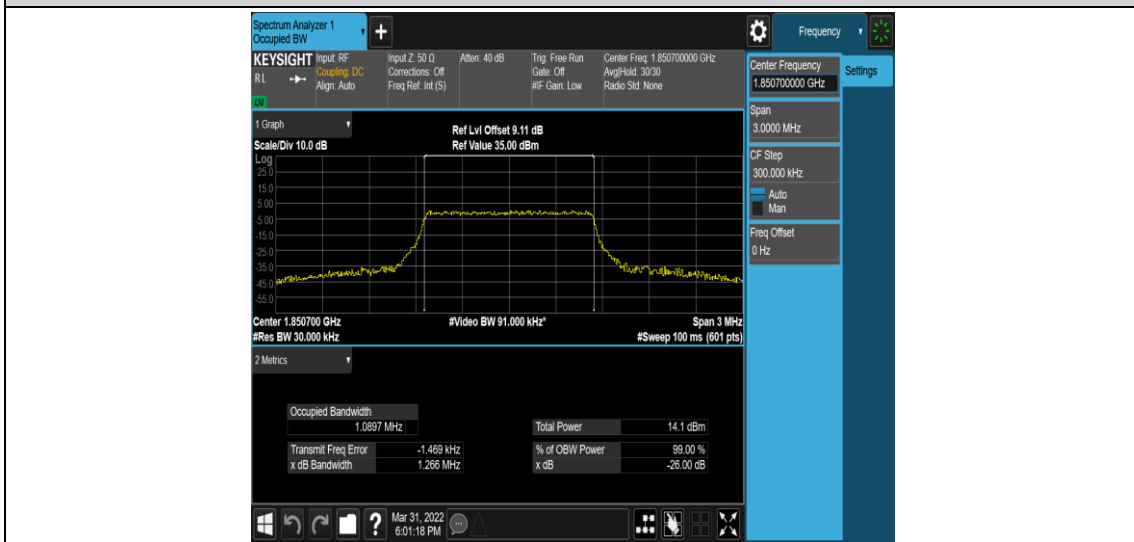 Spectrum Analyzer 1
Occupied BW
+
Frequency
KEYSIGHT
RL
Input: RF
Coupling: DC
Align: Auto
Input Z: 50 Ω
Corrections: Off
Freq Ref: Int (S)
Atten: 40 dB
Trig: Free Run
Gate: Off
#IF Gain: Low
Center Freq: 1.850700000 GHz
Avg|Hold: 30/30
Radio Std: None
Center Frequency
1.850700000 GHz
Settings
Span
3.0000 MHz
CF Step
300.000 kHz
Auto
Man
Freq Offset
0 Hz
1 Graph
Ref Lvl Offset 9.11 dB
Scale/Div 10.0 dB
Ref Value 35.00 dBm
Log
25.0
15.0
5.00
-5.00
-15.0
-25.0
-35.0
-45.0
-55.0
Center 1.850700 GHz
#Video BW 91.000 kHz*
Span 3 MHz
#Res BW 30.000 kHz
#Sweep 100 ms (601 pts)
2 Metrics
Occupied Bandwidth
1.0897 MHz
Total Power 14.1 dBm
Transmit Freq Error -1.469 kHz
% of OBW Power 99.00 %
x dB Bandwidth 1.266 MHz
x dB -26.00 dB
?
Mar 31, 2022
6:01:18 PM